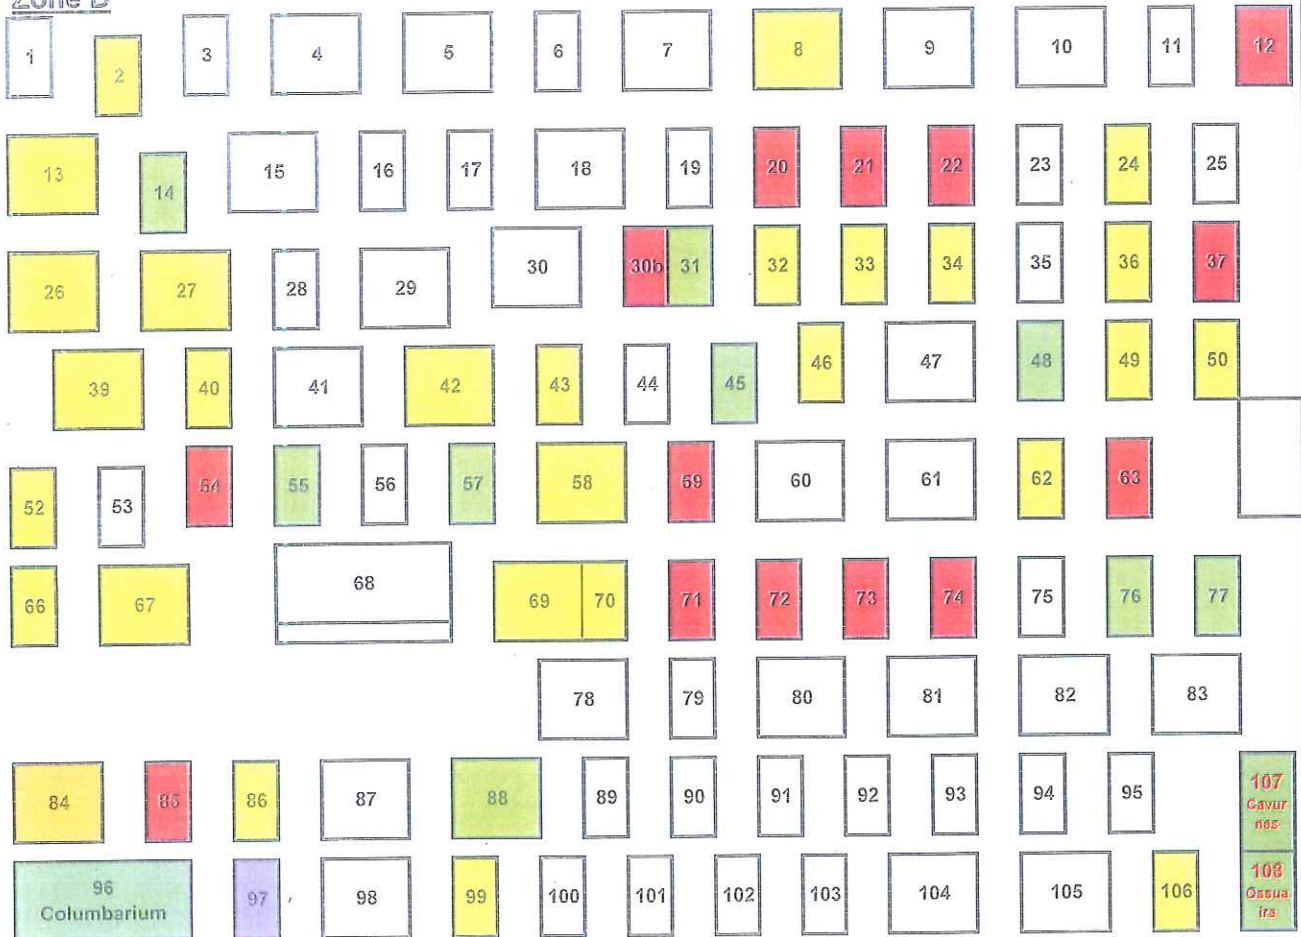 Zone D
1 2 3 4 5 6 7 8 9 10 11 12
13 14 15 16 17 18 19 20 21 22 23 24 25
26 27 28 29 30 30b 31 32 33 34 35 36 37
39 40 41 42 43 44 45 46 47 48 49 50
52 53 54 55 56 57 58 59 60 61 62 63
66 67 68 69 70 71 72 73 74 75 76 77
78 79 80 81 82 83
84 85 86 87 88 89 90 91 92 93 94 95
107
Cavur
nes
96
Columbarium
97 98 99 100 101 102 103 104 105 106
108
Ossua
ire